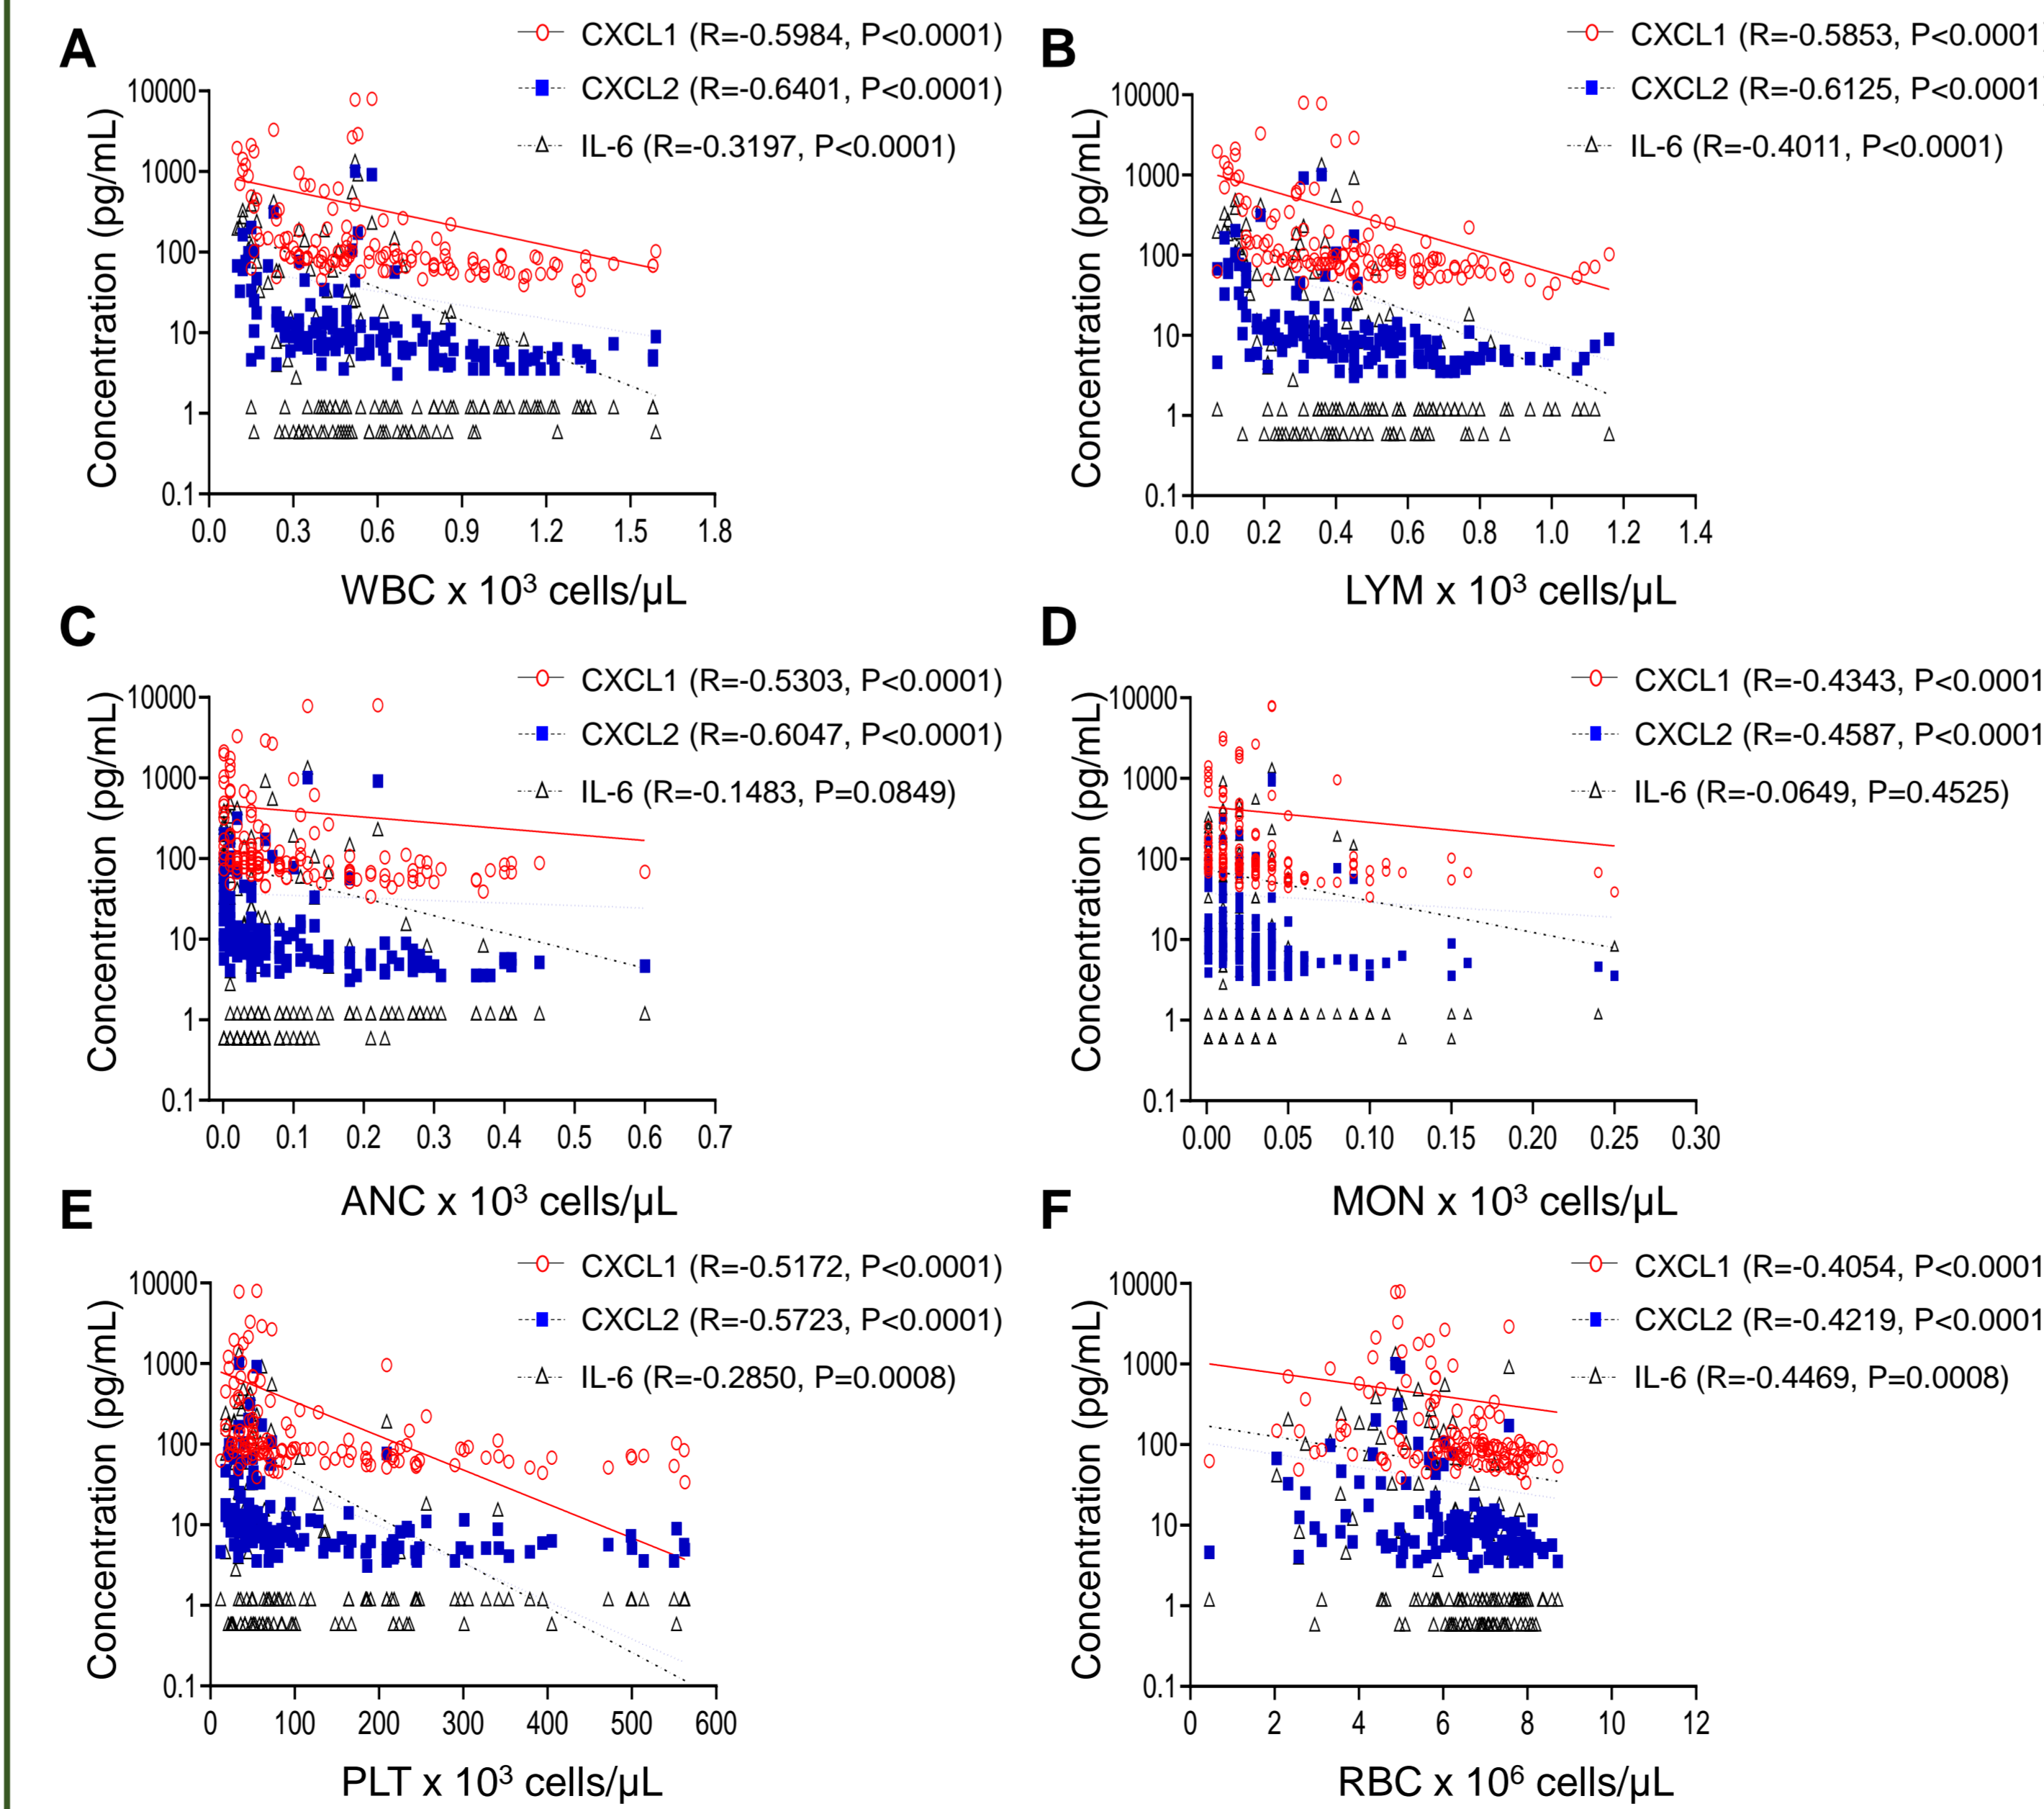 A
CXCL1 (R=-0.5984, P<0.0001)
CXCL2 (R=-0.6401, P<0.0001)
IL-6 (R=-0.3197, P<0.0001)
Concentration (pg/mL)
10000
1000
100
10
1
0.1
0.0 0.3 0.6 0.9 1.2 1.5 1.8
WBC x 10³ cells/µL
B
CXCL1 (R=-0.5853, P<0.0001
CXCL2 (R=-0.6125, P<0.0001
IL-6 (R=-0.4011, P<0.0001)
Concentration (pg/mL)
10000
1000
100
10
1
0.1
0.0 0.2 0.4 0.6 0.8 1.0 1.2 1.4
LYM x 10³ cells/µL
C
CXCL1 (R=-0.5303, P<0.0001)
CXCL2 (R=-0.6047, P<0.0001)
IL-6 (R=-0.1483, P=0.0849)
Concentration (pg/mL)
10000
1000
100
10
1
0.1
0.0 0.1 0.2 0.3 0.4 0.5 0.6 0.7
ANC x 10³ cells/µL
D
CXCL1 (R=-0.4343, P<0.0001
CXCL2 (R=-0.4587, P<0.0001
IL-6 (R=-0.0649, P=0.4525)
Concentration (pg/mL)
10000
1000
100
10
1
0.1
0.00 0.05 0.10 0.15 0.20 0.25 0.30
MON x 10³ cells/µL
E
CXCL1 (R=-0.5172, P<0.0001)
CXCL2 (R=-0.5723, P<0.0001)
IL-6 (R=-0.2850, P=0.0008)
Concentration (pg/mL)
10000
1000
100
10
1
0.1
0 100 200 300 400 500 600
PLT x 10³ cells/µL
F
CXCL1 (R=-0.4054, P<0.0001
CXCL2 (R=-0.4219, P<0.0001
IL-6 (R=-0.4469, P=0.0008)
Concentration (pg/mL)
10000
1000
100
10
1
0.1
0 2 4 6 8 10 12
RBC x 10⁶ cells/µL